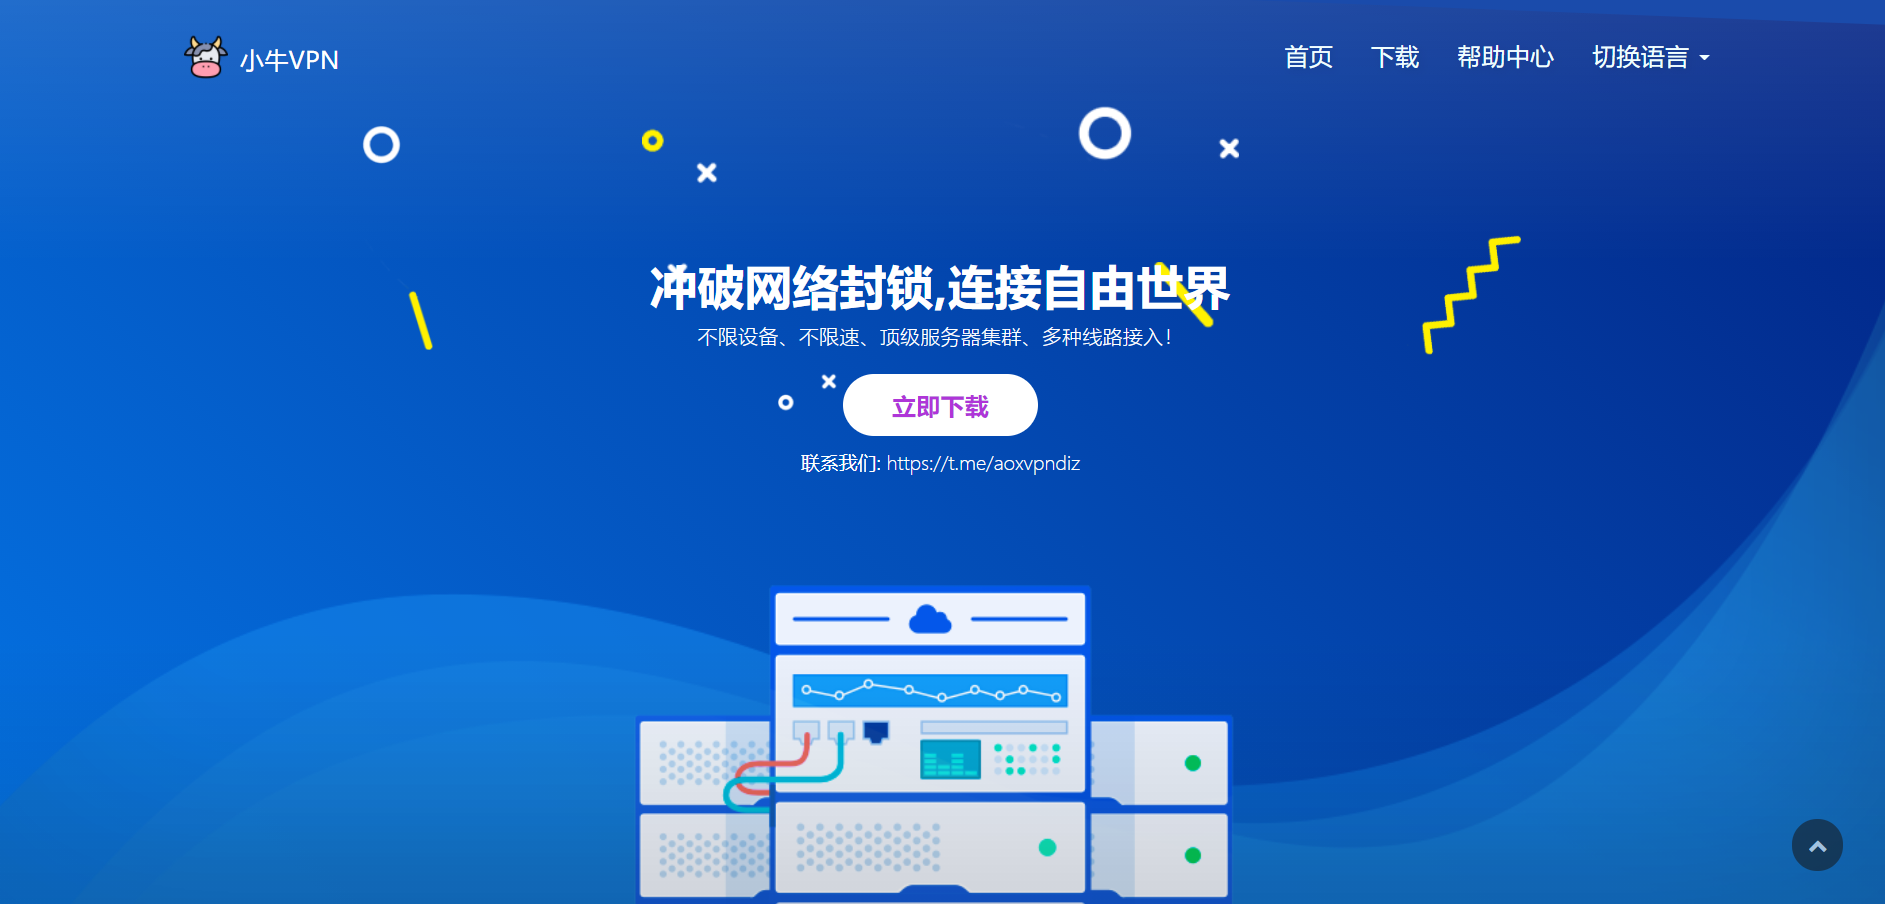 小牛VPN
首页 下载 帮助中心 切换语言
冲破网络封锁,连接自由世界
不限设备、不限速、顶级服务器集群、多种线路接入！
立即下载
联系我们: https://t.me/aoxvpndiz